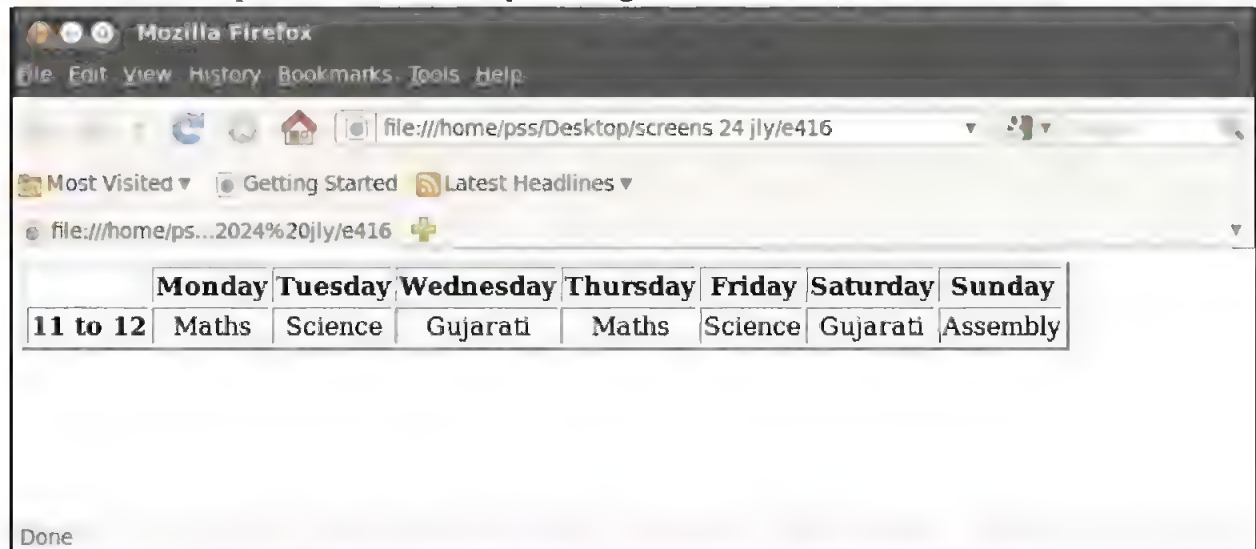 Mozilla Firefox
File Edit View History Bookmarks Tools Help
file:///home/pss/Desktop/screens 24 jly/e416
Most Visited Getting Started Latest Headlines
file:///home/ps...2024%20jly/e416
Monday Tuesday Wednesday Thursday Friday Saturday Sunday
11 to 12 Maths Science Gujarati Maths Science Gujarati Assembly
Done